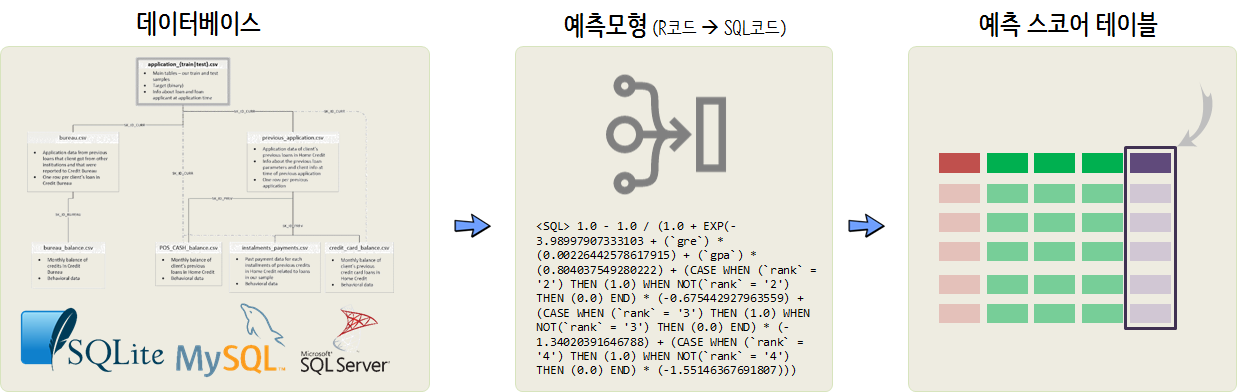 데이터베이스
application_{train|test}.csv
• Main tables – our train and test
samples
• Target (binary)
• Info about loan and loan
applicant at application time
SK_ID_CURR
SK_ID_CURR
SK_ID_CURR
bureau.csv
• Application data from previous
loans that client got from other
institutions and that were
reported to Credit Bureau
• One row per client's loan in
Credit Bureau
previous_application.csv
• Application data of client's
previous loans in Home Credit
• Info about the previous loan
parameters and client info at
time of previous application
• One row per previous
application
SK_ID_CURR
SK_ID_BUREAU
SK_ID_PREV
SK_ID_PREV
bureau_balance.csv
• Monthly balance of
credits in Credit
Bureau
• Behavioral data
POS_CASH_balance.csv
• Monthly balance of
client's previous
loans in Home Credit
• Behavioral data
instalments_payments.csv
• Past payment data for each
installments of previous credits
in Home Credit related to loans
in our sample
• Behavioral data
credit_card_balance.csv
• Monthly balance of
client's previous
credit card loans in
Home Credit
• Behavioral data
SQLite
MySQL™
Microsoft®
SQL Server®
예측모형 (R코드 → SQL코드)
<SQL> 1.0 - 1.0 / (1.0 + EXP(-
3.98997907333103 + (`gre`) *
(0.00226442578617915) + (`gpa`) *
(0.804037549280222) + (CASE WHEN (`rank` =
'2') THEN (1.0) WHEN NOT(`rank` = '2')
THEN (0.0) END) * (-0.675442927963559) +
(CASE WHEN (`rank` = '3') THEN (1.0) WHEN
NOT(`rank` = '3') THEN (0.0) END) * (-
1.34020391646788) + (CASE WHEN (`rank` =
'4') THEN (1.0) WHEN NOT(`rank` = '4')
THEN (0.0) END) * (-1.55146367691807)))
예측 스코어 테이블